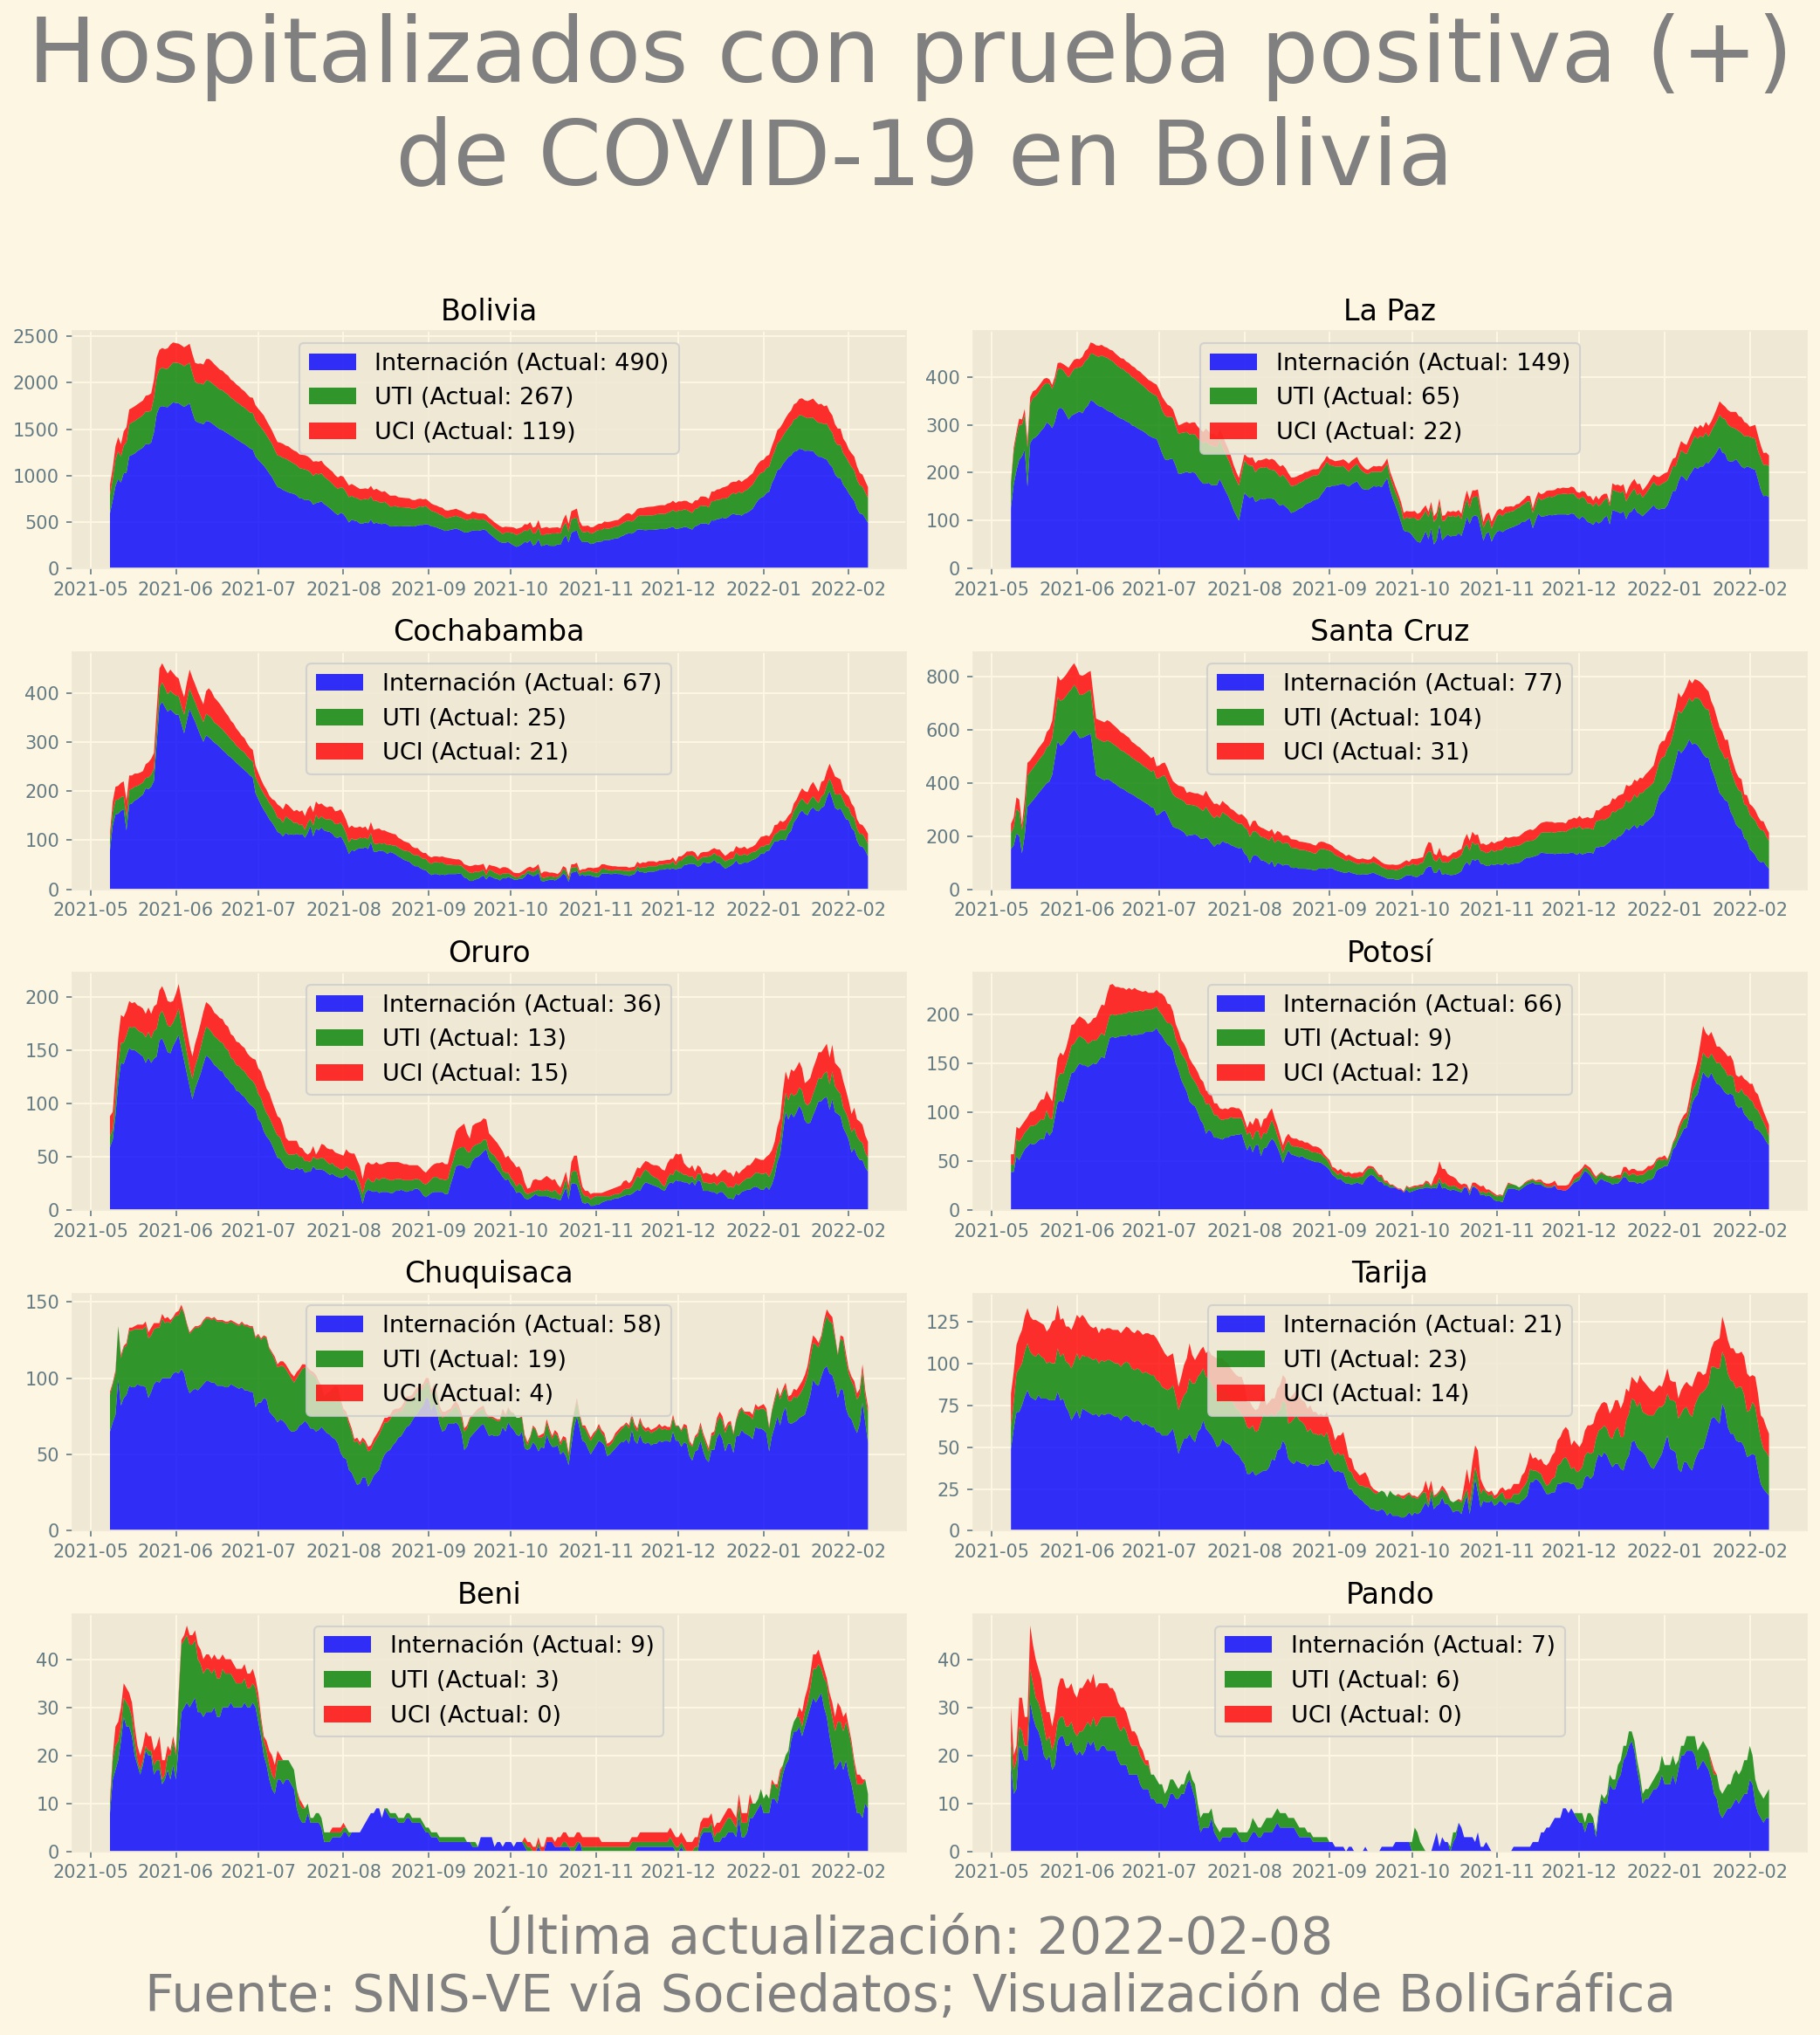 Hospitalizados con prueba positiva (+)
de COVID-19 en Bolivia
Bolivia
2500
2000
1500
1000
500
0
Internación (Actual: 490)
UTI (Actual: 267)
UCI (Actual: 119)
2021-05 2021-06 2021-07 2021-08 2021-09 2021-10 2021-11 2021-12 2022-01 2022-02
La Paz
400
300
200
100
0
Internación (Actual: 149)
UTI (Actual: 65)
UCI (Actual: 22)
2021-05 2021-06 2021-07 2021-08 2021-09 2021-10 2021-11 2021-12 2022-01 2022-02
Cochabamba
400
300
200
100
0
Internación (Actual: 67)
UTI (Actual: 25)
UCI (Actual: 21)
2021-05 2021-06 2021-07 2021-08 2021-09 2021-10 2021-11 2021-12 2022-01 2022-02
Santa Cruz
800
600
400
200
0
Internación (Actual: 77)
UTI (Actual: 104)
UCI (Actual: 31)
2021-05 2021-06 2021-07 2021-08 2021-09 2021-10 2021-11 2021-12 2022-01 2022-02
Oruro
200
150
100
50
0
Internación (Actual: 36)
UTI (Actual: 13)
UCI (Actual: 15)
2021-05 2021-06 2021-07 2021-08 2021-09 2021-10 2021-11 2021-12 2022-01 2022-02
Potosí
200
150
100
50
0
Internación (Actual: 66)
UTI (Actual: 9)
UCI (Actual: 12)
2021-05 2021-06 2021-07 2021-08 2021-09 2021-10 2021-11 2021-12 2022-01 2022-02
Chuquisaca
150
100
50
0
Internación (Actual: 58)
UTI (Actual: 19)
UCI (Actual: 4)
2021-05 2021-06 2021-07 2021-08 2021-09 2021-10 2021-11 2021-12 2022-01 2022-02
Tarija
125
100
75
50
25
0
Internación (Actual: 21)
UTI (Actual: 23)
UCI (Actual: 14)
2021-05 2021-06 2021-07 2021-08 2021-09 2021-10 2021-11 2021-12 2022-01 2022-02
Beni
40
30
20
10
0
Internación (Actual: 9)
UTI (Actual: 3)
UCI (Actual: 0)
2021-05 2021-06 2021-07 2021-08 2021-09 2021-10 2021-11 2021-12 2022-01 2022-02
Pando
40
30
20
10
0
Internación (Actual: 7)
UTI (Actual: 6)
UCI (Actual: 0)
2021-05 2021-06 2021-07 2021-08 2021-09 2021-10 2021-11 2021-12 2022-01 2022-02
Última actualización: 2022-02-08
Fuente: SNIS-VE vía Sociedatos; Visualización de BoliGráfica